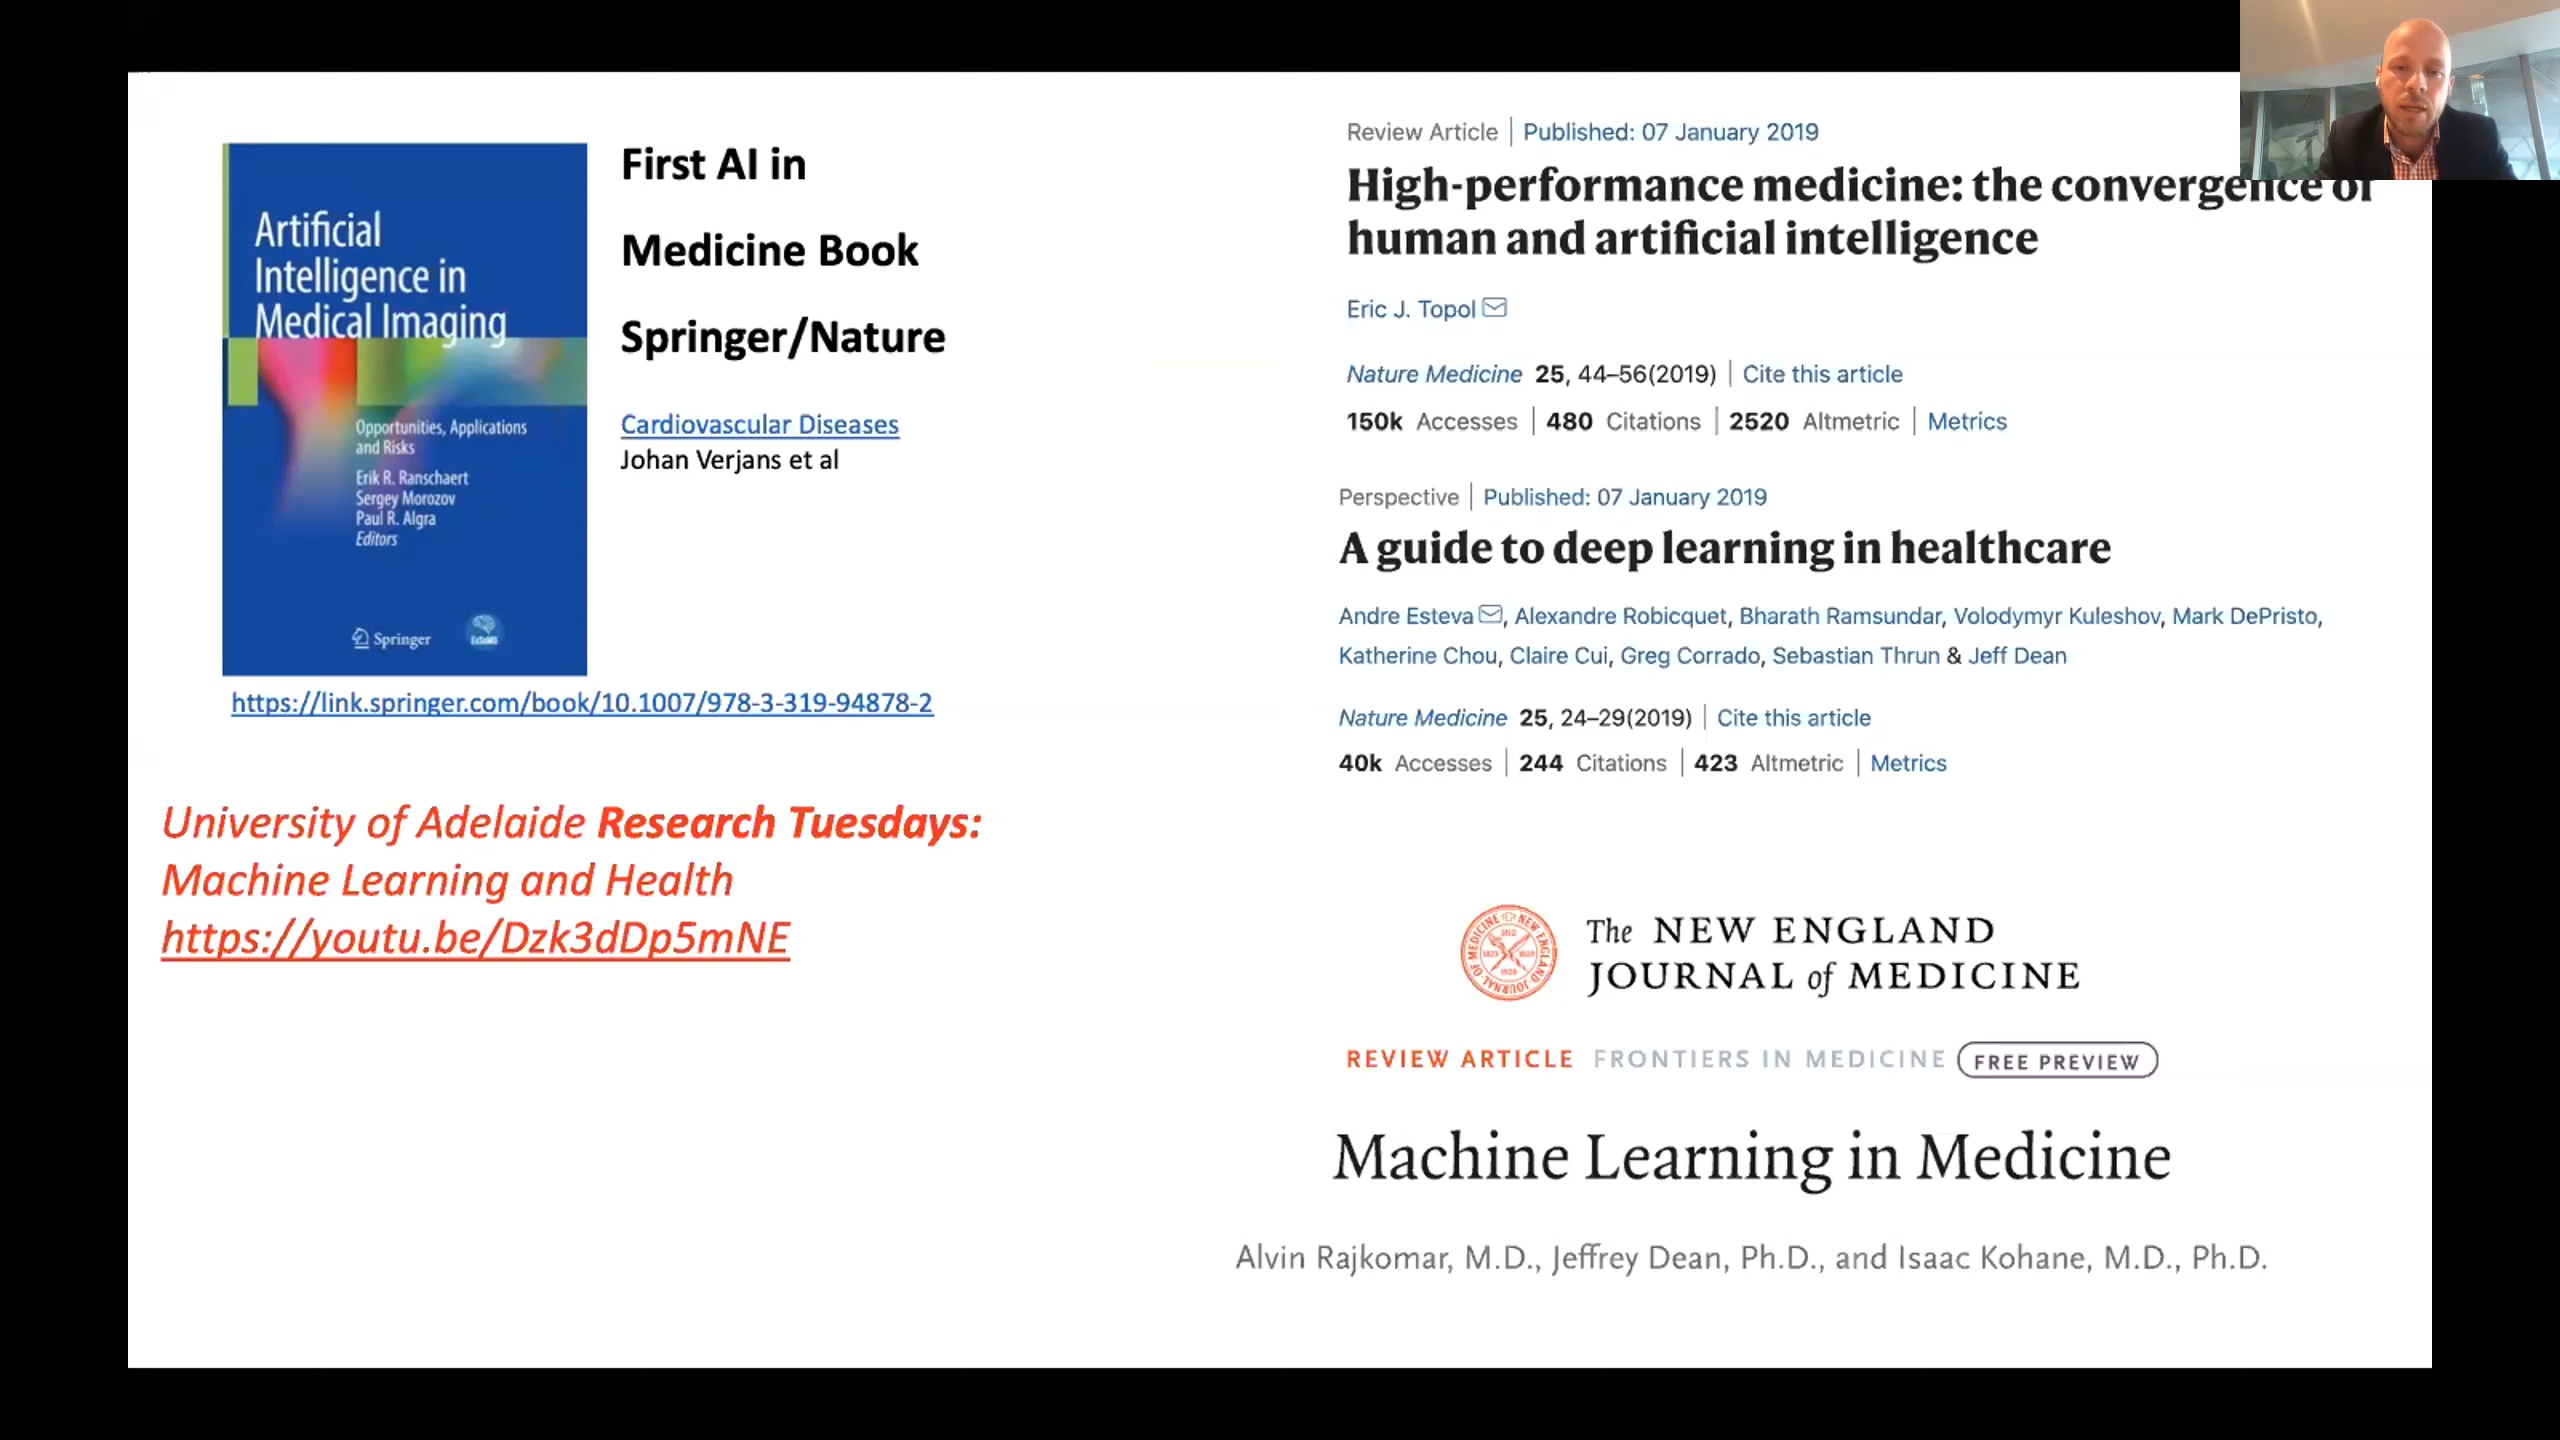 Artificial
Intelligence in
Medical Imaging
Opportunities, Applications
and Risks
Erik R. Ranschaert
Sergey Morozov
Paul R. Algra
Editors
Springer
First AI in
Medicine Book
Springer/Nature
Cardiovascular Diseases
Johan Verjans et al
https://link.springer.com/book/10.1007/978-3-319-94878-2
University of Adelaide Research Tuesdays:
Machine Learning and Health
https://youtu.be/Dzk3dDp5mNE
Review Article | Published: 07 January 2019
High-performance medicine: the convergence of
human and artificial intelligence
Eric J. Topol
Nature Medicine 25, 44–56(2019) | Cite this article
150k Accesses | 480 Citations | 2520 Altmetric | Metrics
Perspective | Published: 07 January 2019
A guide to deep learning in healthcare
Andre Esteva, Alexandre Robicquet, Bharath Ramsundar, Volodymyr Kuleshov, Mark DePristo,
Katherine Chou, Claire Cui, Greg Corrado, Sebastian Thrun & Jeff Dean
Nature Medicine 25, 24–29(2019) | Cite this article
40k Accesses | 244 Citations | 423 Altmetric | Metrics
The NEW ENGLAND
JOURNAL of MEDICINE
REVIEW ARTICLE FRONTIERS IN MEDICINE FREE PREVIEW
Machine Learning in Medicine
Alvin Rajkomar, M.D., Jeffrey Dean, Ph.D., and Isaac Kohane, M.D., Ph.D.